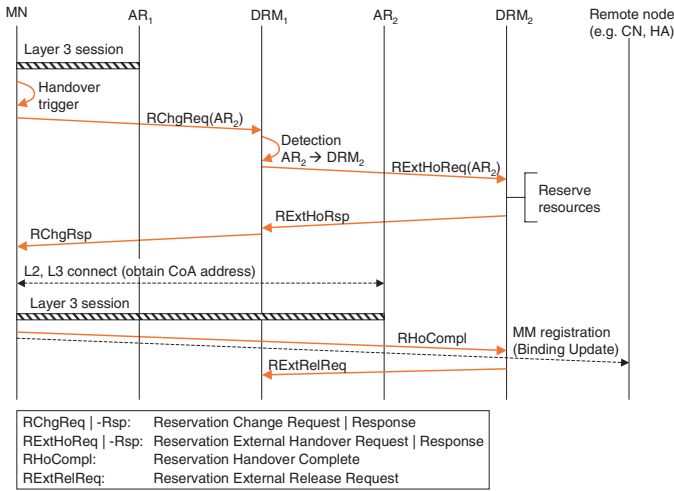 MN AR₁ DRM₁ AR₂ DRM₂ Remote node
(e.g. CN, HA)
Layer 3 session
Handover
trigger
RChgReq(AR₂)
Detection
AR₂ → DRM₂
RExtHoReq(AR₂)
Reserve
resources
RExtHoRsp
RChgRsp
L2, L3 connect (obtain CoA address)
Layer 3 session
RHoCompl
MM registration
(Binding Update)
RExtRelReq
RChgReq | -Rsp: Reservation Change Request | Response
RExtHoReq | -Rsp: Reservation External Handover Request | Response
RHoCompl: Reservation Handover Complete
RExtRelReq: Reservation External Release Request